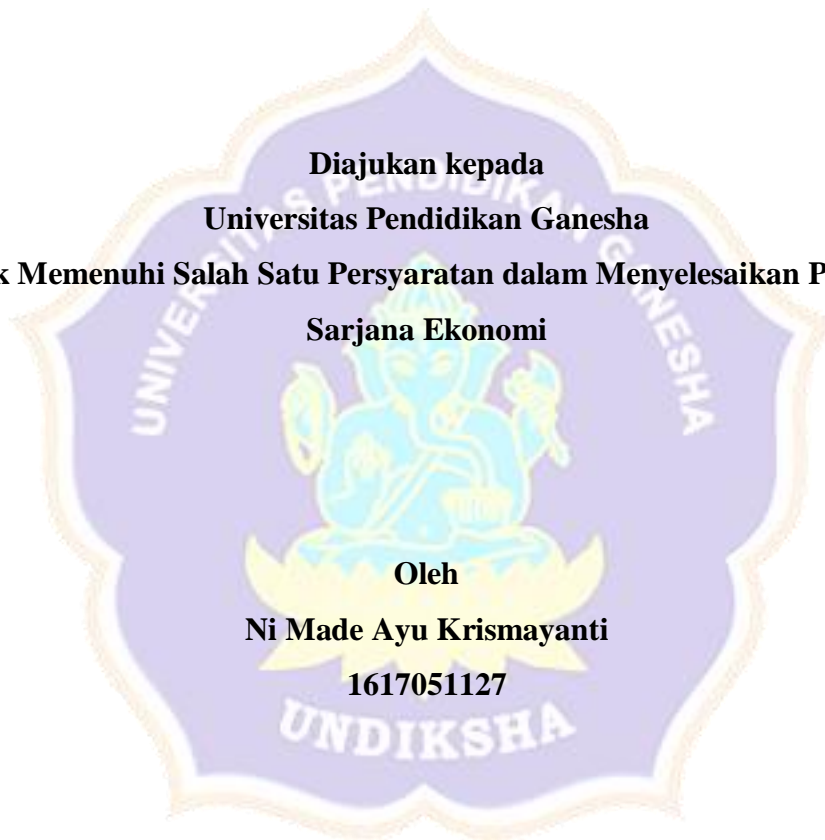 Diajukan kepada
Universitas Pendidikan Ganesha
Memenuhi Salah Satu Persyaratan dalam Menyelesaikan
Sarjana Ekonomi
UNIVERSITAS PENDIDIKAN GANESHA
Oleh
Ni Made Ayu Krismayanti
1617051127
UNDIKSHA